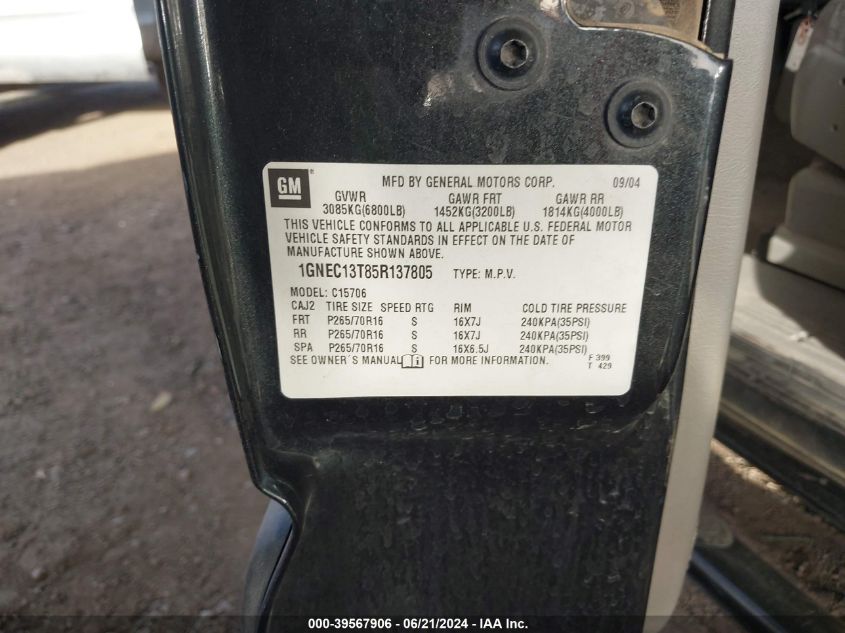 GM ®
MFD BY GENERAL MOTORS CORP. 09/04
GVWR GAWR FRT GAWR RR
3085KG(6800LB) 1452KG(3200LB) 1814KG(4000LB)
THIS VEHICLE CONFORMS TO ALL APPLICABLE U.S. FEDERAL MOTOR
VEHICLE SAFETY STANDARDS IN EFFECT ON THE DATE OF
MANUFACTURE SHOWN ABOVE.
1GNEC13T85R137805 TYPE: M.P.V.
MODEL: C15706
CAJ2 TIRE SIZE SPEED RTG RIM COLD TIRE PRESSURE
FRT P265/70R16 S 16X7J 240KPA(35PSI)
RR P265/70R16 S 16X7J 240KPA(35PSI)
SPA P265/70R16 S 16X6.5J 240KPA(35PSI)
SEE OWNER'S MANUAL i FOR MORE INFORMATION.
F 399
T 429
000-39567906 - 06/21/2024 - IAAI.COM